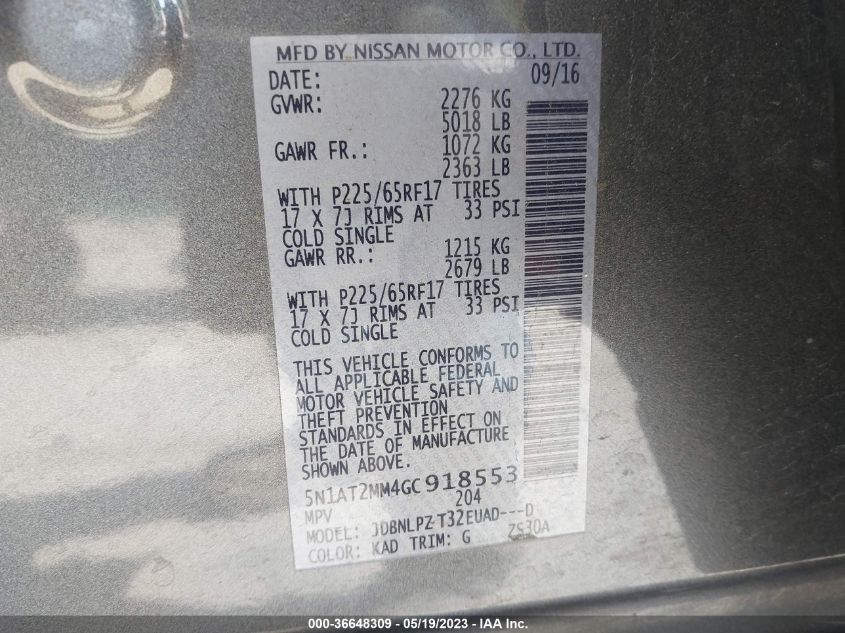 MFD BY NISSAN MOTOR CO., LTD.
DATE: 09/16
GVWR: 2276 KG
5018 LB
GAWR FR.: 1072 KG
2363 LB
WITH P225/65RF17 TIRES
17 X 7J RIMS AT 33 PSI
COLD SINGLE
GAWR RR.: 1215 KG
2679 LB
WITH P225/65RF17 TIRES
17 X 7J RIMS AT 33 PSI
COLD SINGLE
THIS VEHICLE CONFORMS TO
ALL APPLICABLE FEDERAL
MOTOR VEHICLE SAFETY AND
THEFT PREVENTION
STANDARDS IN EFFECT ON
THE DATE OF MANUFACTURE
SHOWN ABOVE.
5N1AT2MM4GC918553
MPV 204
MODEL: JDBNLPZ-T32EUAD---D
COLOR: KAD TRIM: G ZS30A
000-36648309 - 05/19/2023 - IAA Inc.